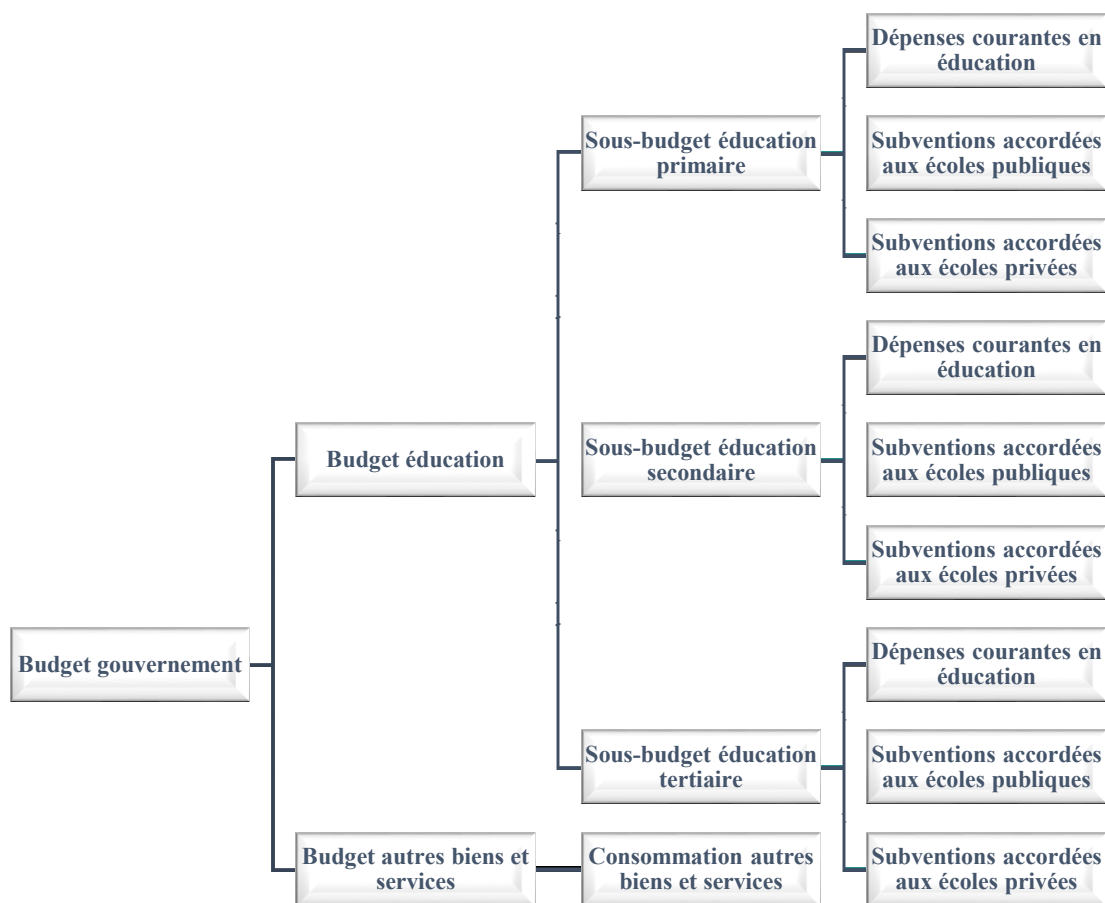 Dépenses courantes en
éducation
Sous-budget éducation
primaire
Subventions accordées
aux écoles publiques
Subventions accordées
aux écoles privées
Dépenses courantes en
éducation
Budget éducation
Sous-budget éducation
secondaire
Subventions accordées
aux écoles publiques
Subventions accordées
aux écoles privées
Budget gouvernement
Dépenses courantes en
éducation
Sous-budget éducation
tertiaire
Subventions accordées
aux écoles publiques
Budget autres biens et
services
Consommation autres
biens et services
Subventions accordées
aux écoles privées